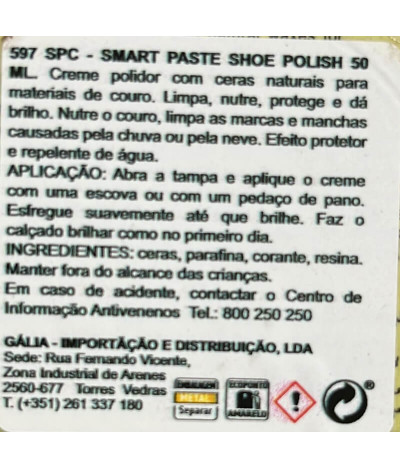 597 SPC - SMART PASTE SHOE POLISH 50
ML. Creme polidor com ceras naturais para
materiais de couro. Limpa, nutre, protege e dá
brilho. Nutre o couro, limpa as marcas e manchas
causadas pela chuva ou pela neve. Efeito protetor
e repelente de água.
APLICAÇÃO: Abra a tampa e aplique o creme
com uma escova ou com um pedaço de pano.
Esfregue suavemente até que brilhe. Faz o
calçado brilhar como no primeiro dia.
INGREDIENTES: ceras, parafina, corante, resina.
Manter fora do alcance das crianças.
Em caso de acidente, contactar o Centro de
Informação Antivenenos Tel.: 800 250 250
GÁLIA - IMPORTÃÇÃO E DISTRIBUIÇÃO, LDA
Sede: Rua Fernando Vicente,
Zona Industrial de Arenes
2560-677 Torres Vedras
T. (+351) 261 337 180
EMBALAGEM
METAL
Separar
ECOPONTO
AMARELO
®